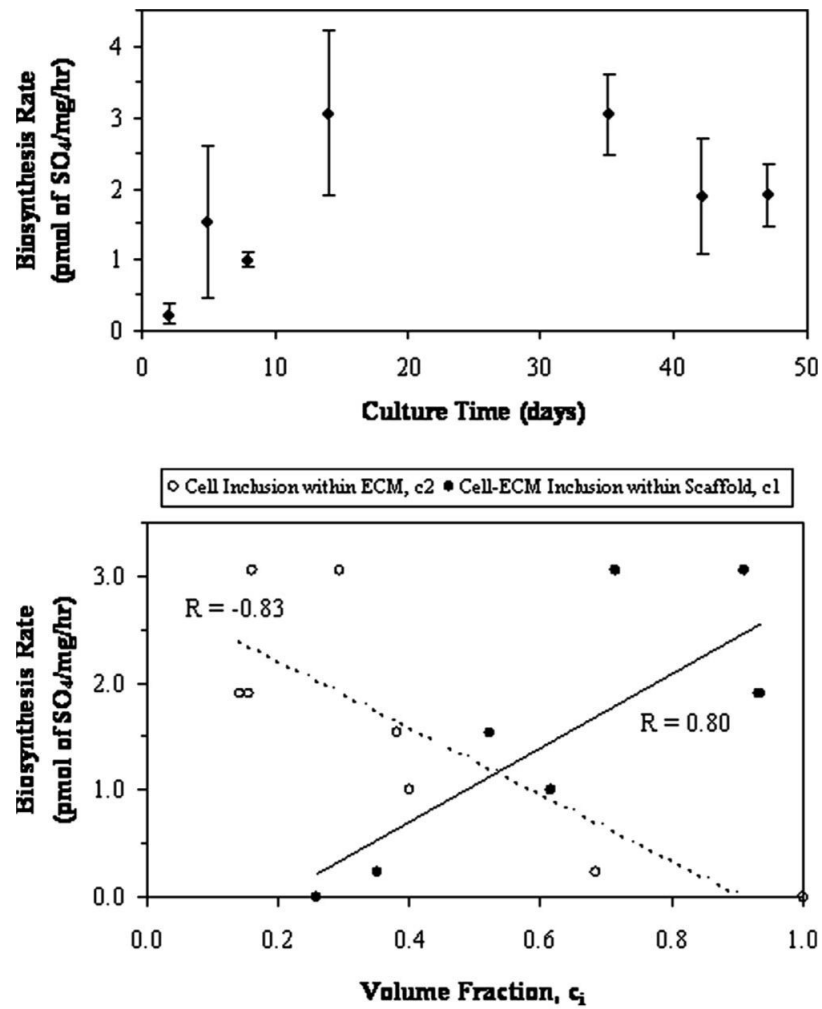 4
3
2
1
0
Biosynthesis Rate
(pmol of SO₄/mg/hr)
0 10 20 30 40 50
Culture Time (days)
Cell Inclusion within ECM, c2 Cell-ECM Inclusion within Scaffold, c1
3.0
2.0
1.0
0.0
Biosynthesis Rate
(pmol of SO₄/mg/hr)
R = -0.83
R = 0.80
0.0 0.2 0.4 0.6 0.8 1.0
Volume Fraction, cᵢ